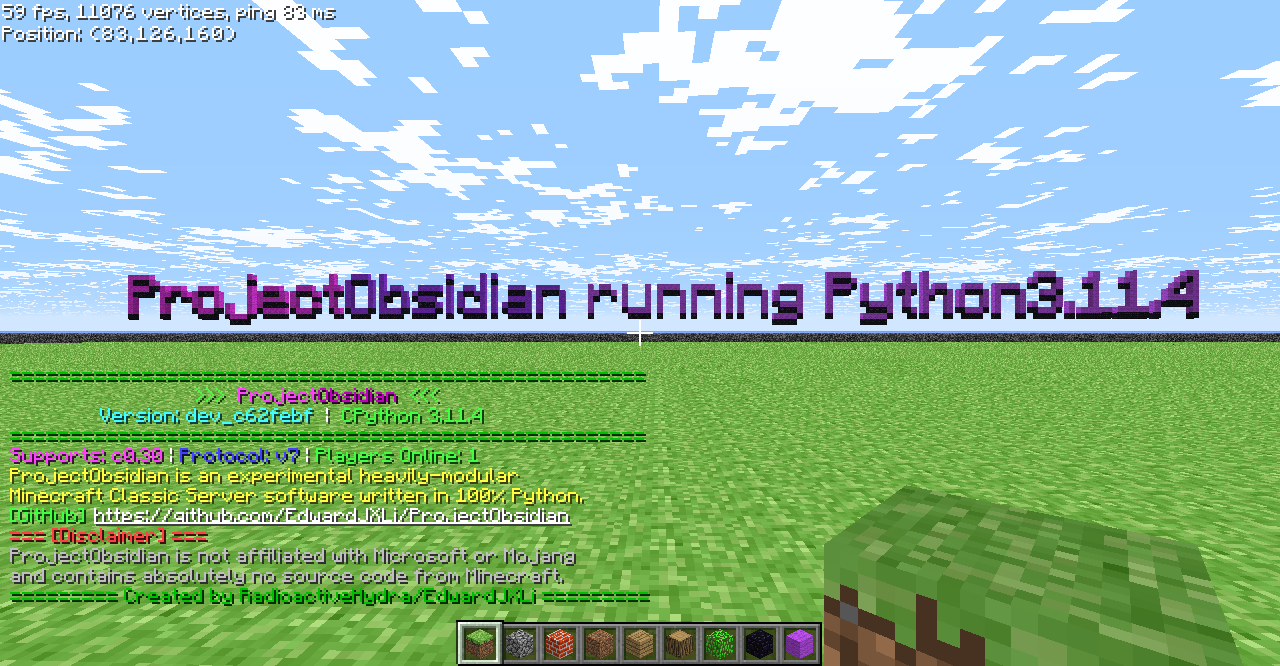 59 fps, 11076 vertices, ping 83 ms
Position: (83,126,160)
ProjectObsidian running Python3.11.4
================================================
>>> ProjectObsidian <<<
Version: dev_c62febf | CPython 3.11.4
================================================
Supports: c0.30 | Protocol: v7 | Players Online: 1
ProjectObsidian is an experimental heavily-modular
Minecraft Classic Server software written in 100% Python.
[GitHub] https://github.com/EdwardJXLi/ProjectObsidian
=== [Disclaimer] ===
ProjectObsidian is not affiliated with Microsoft or Mojang
and contains absolutely no source code from Minecraft.
========= Created by RadioactiveHydra/EdwardJXLi =========